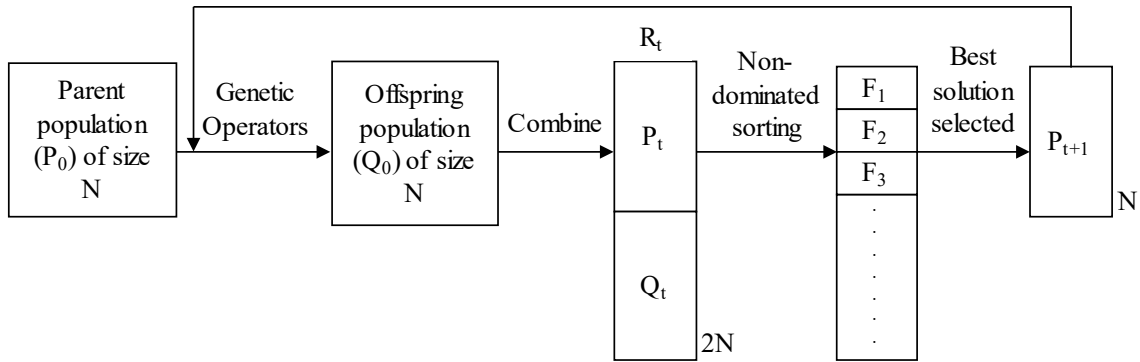 Parent
population
(P₀) of size
N
Genetic
Operators
Offspring
population
(Q₀) of size
N
Combine
Rₜ
Pₜ
Qₜ
2N
Non-
dominated
sorting
F₁
F₂
F₃
.
.
.
.
.
.
.
Best
solution
selected
Pₜ₊₁
N